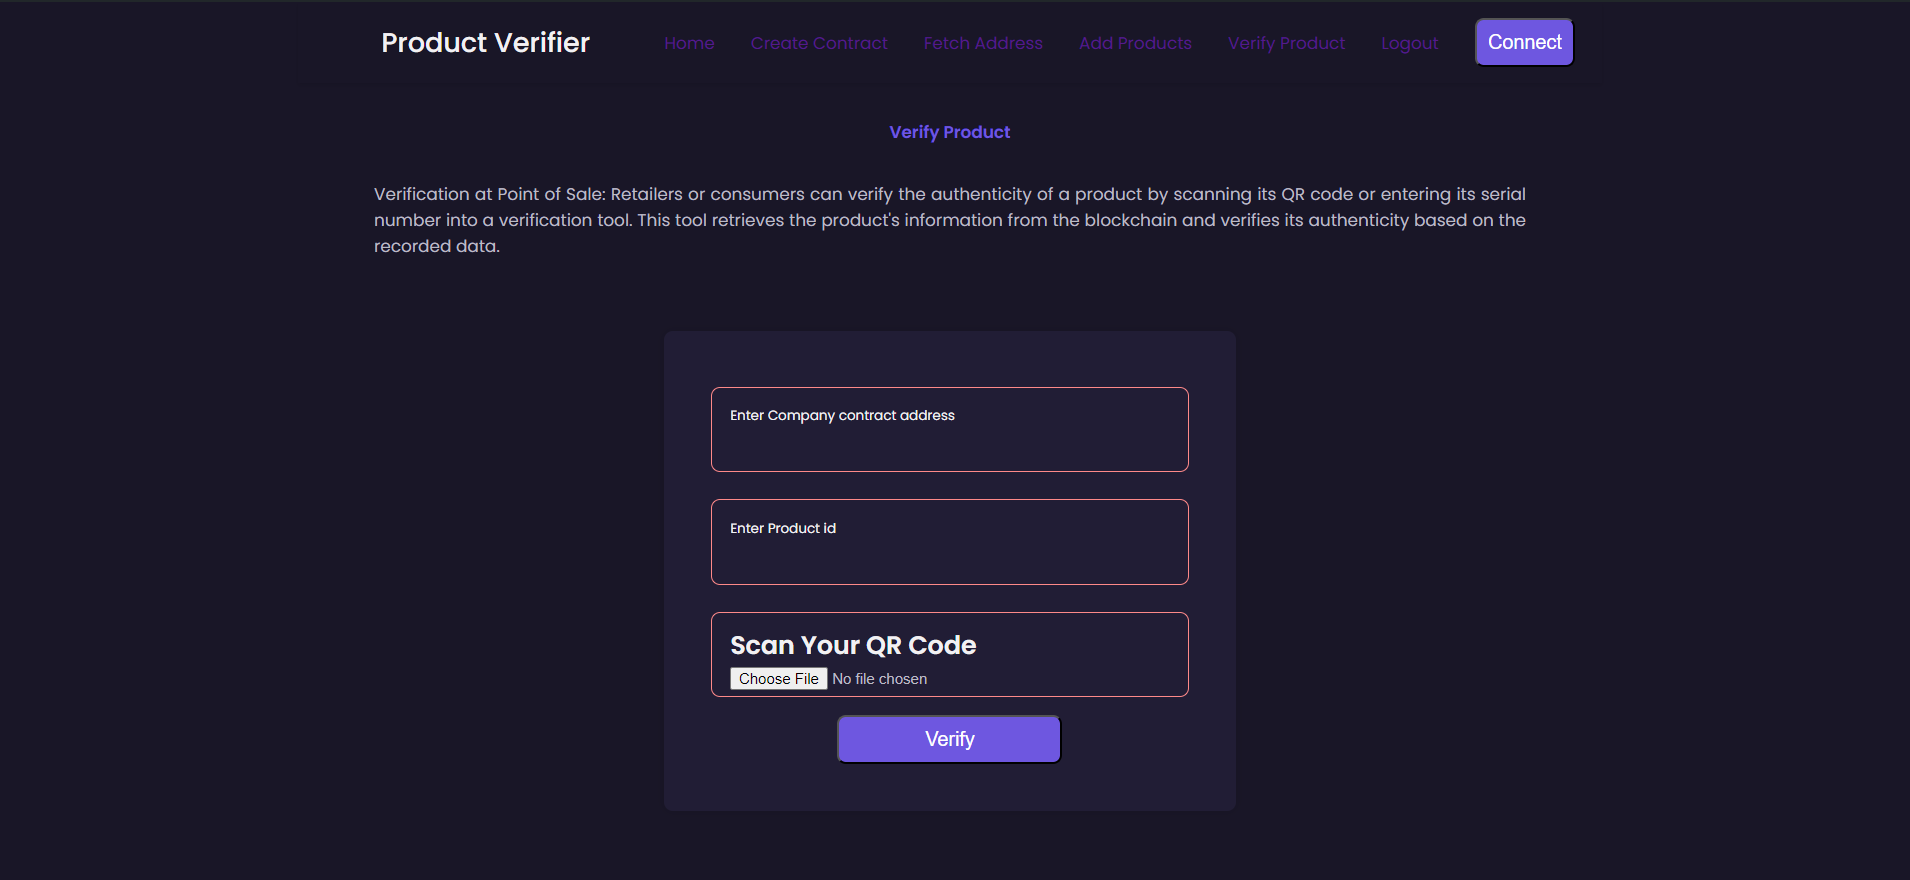 Product Verifier
Home Create Contract Fetch Address Add Products Verify Product Logout Connect
Verify Product
Verification at Point of Sale: Retailers or consumers can verify the authenticity of a product by scanning its QR code or entering its serial
number into a verification tool. This tool retrieves the product's information from the blockchain and verifies its authenticity based on the
recorded data.
Enter Company contract address
Enter Product id
Scan Your QR Code
Choose File No file chosen
Verify